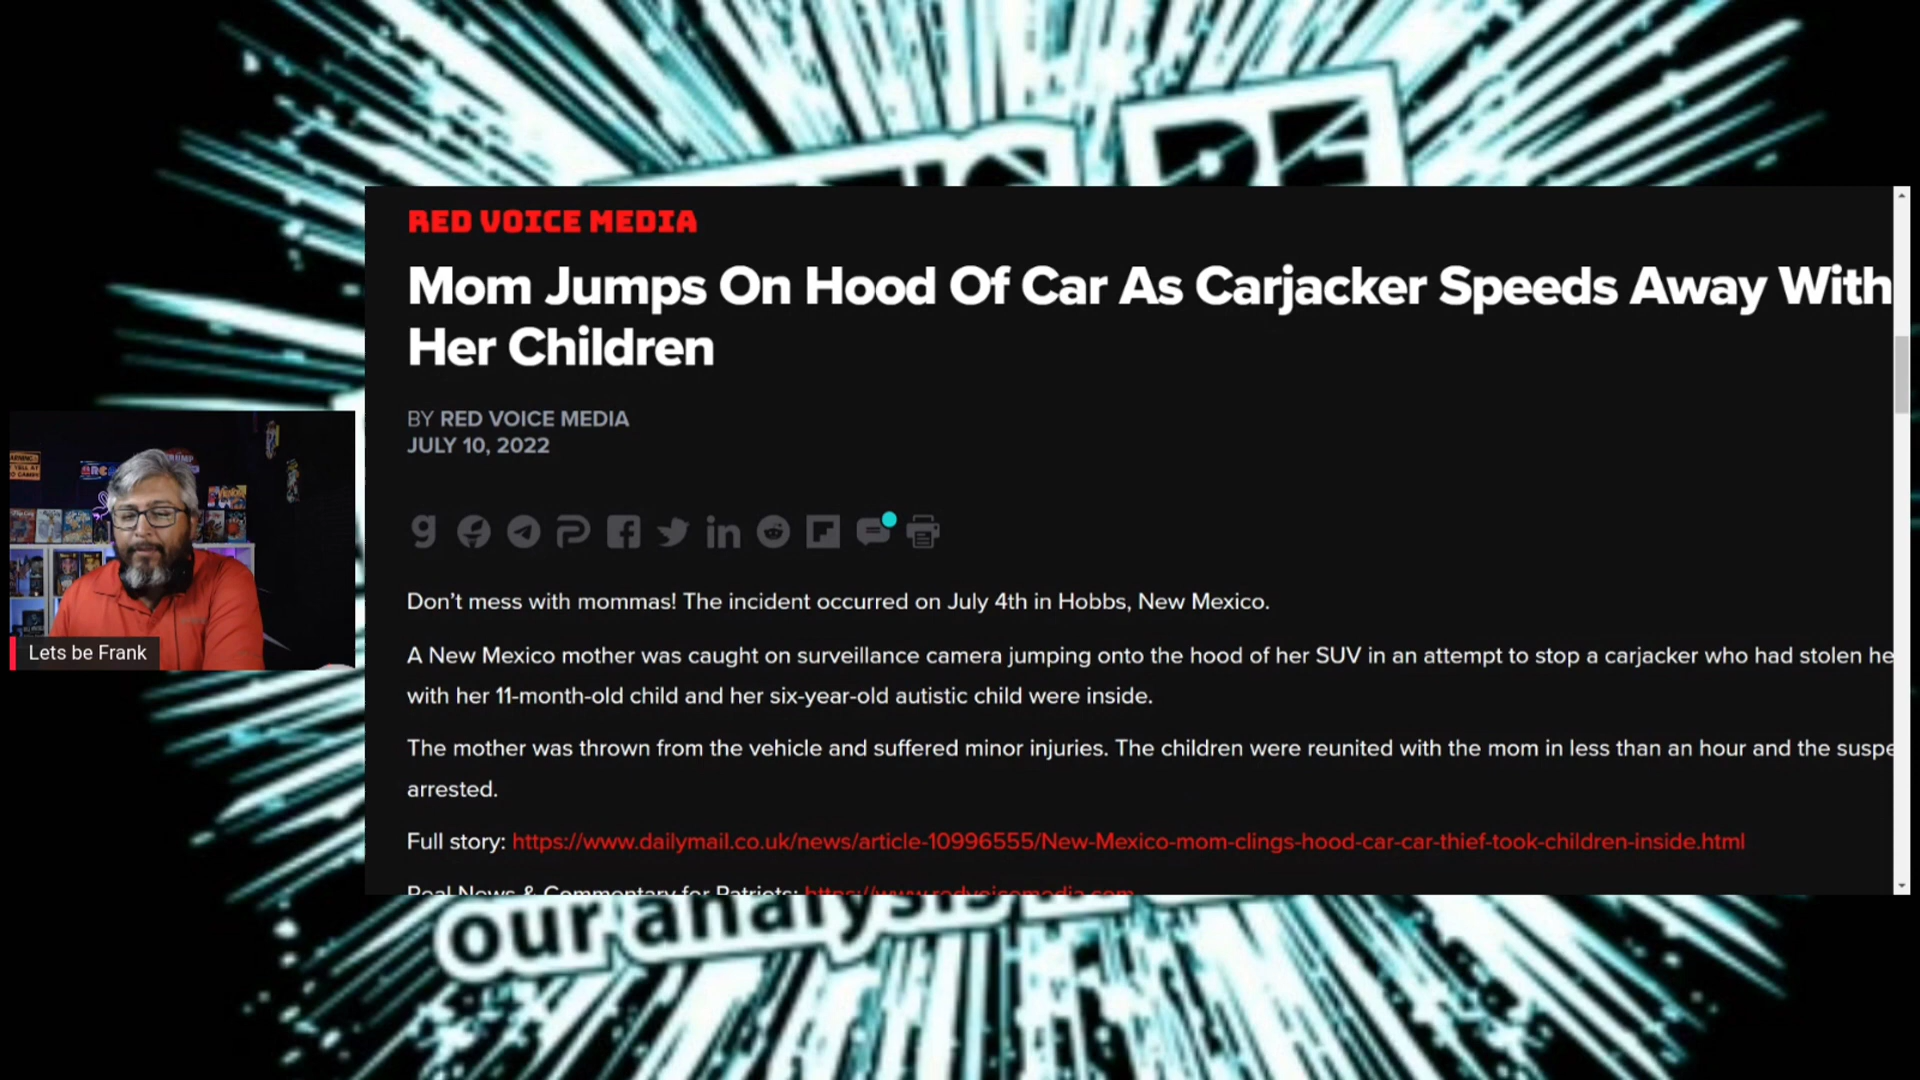 BE
RED VOICE MEDIA
Mom Jumps On Hood Of Car As Carjacker Speeds Away With
Her Children
BY RED VOICE MEDIA
JULY 10, 2022
Don't mess with mommas! The incident occurred on July 4th in Hobbs, New Mexico.
A New Mexico mother was caught on surveillance camera jumping onto the hood of her SUV in an attempt to stop a carjacker who had stolen he
with her 11-month-old child and her six-year-old autistic child were inside.
The mother was thrown from the vehicle and suffered minor injuries. The children were reunited with the mom in less than an hour and the suspe
arrested.
Full story: https://www.dailymail.co.uk/news/article-10996555/New-Mexico-mom-clings-hood-car-car-thief-took-children-inside.html
Real News & Commentary for Patriots: https://www.redvoicemedia.com
Lets be Frank
our analysis